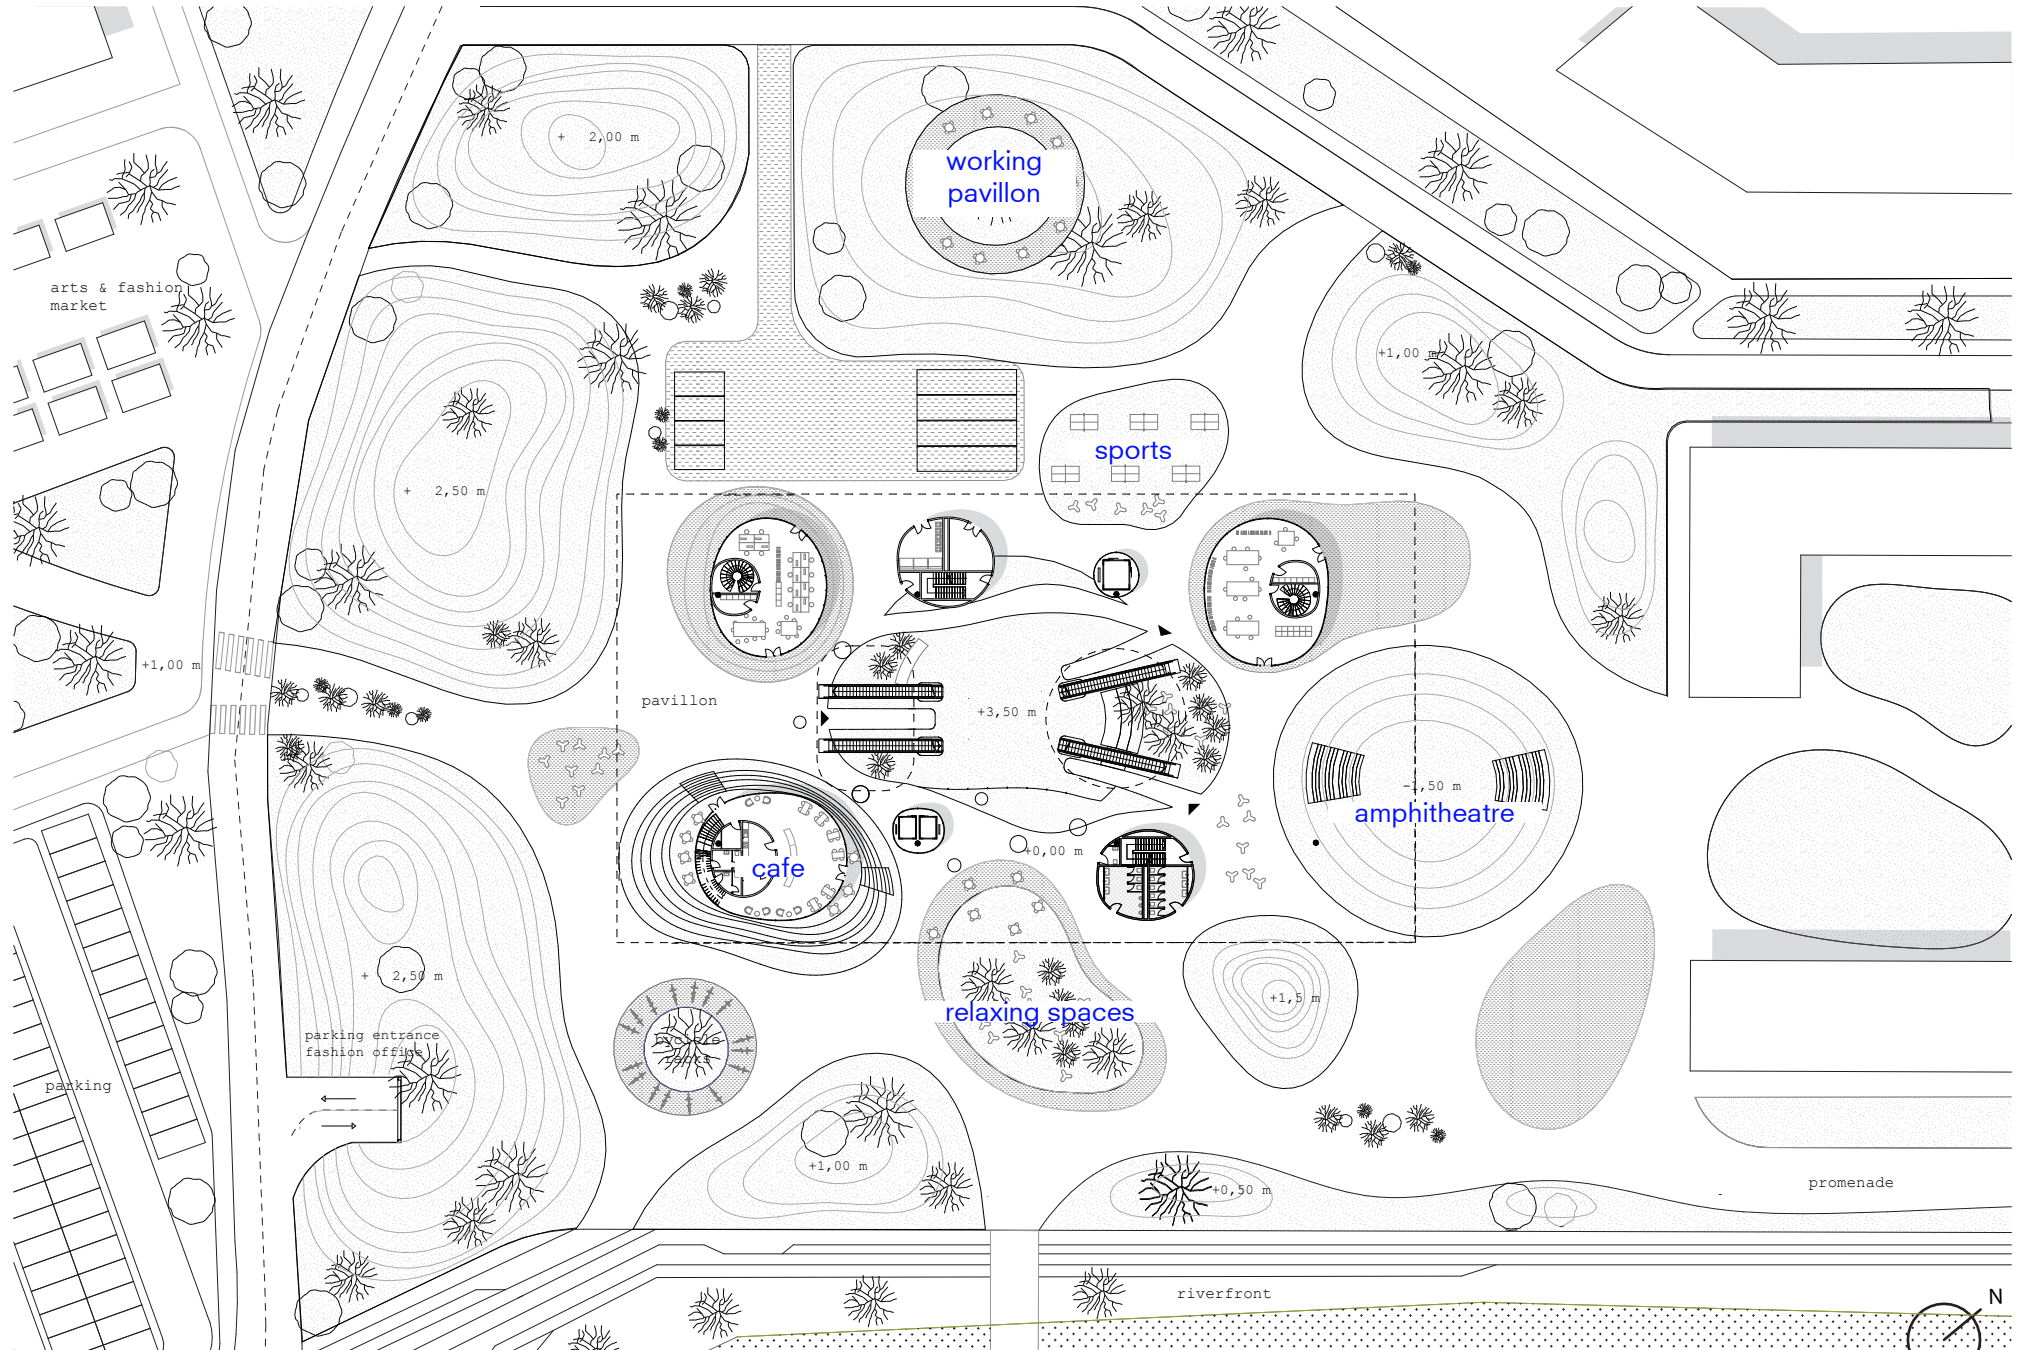 + 2,00 m
working
pavillon
arts & fashion
market
+1,00 m
sports
+ 2,50 m
+1,00 m
pavillon
+3,50 m
-1,50 m
amphitheatre
+0,00 m
cafe
+ 2,50 m
+1,5 m
relaxing spaces
parking entrance
fashion office
bycicle
racks
parking
+1,00 m
+0,50 m
promenade
riverfront
N